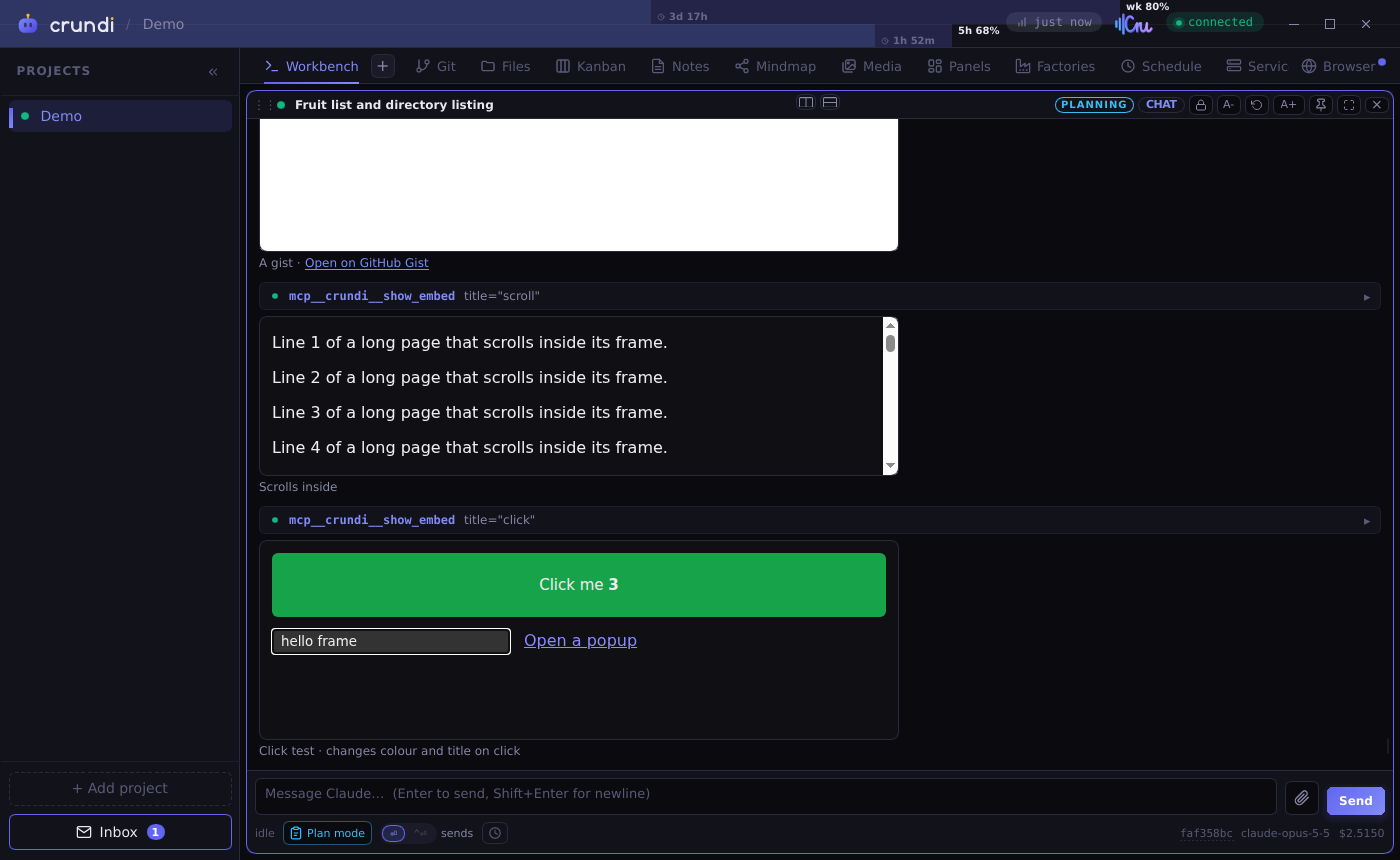 crundi / Demo
3d 17h
1h 52m
5h 68%
just now
wk 80%
Cru
connected
PROJECTS
Demo
+ Add project
Inbox 1
Workbench
Git
Files
Kanban
Notes
Mindmap
Media
Panels
Factories
Schedule
Servic
Browser
Fruit list and directory listing
PLANNING
CHAT
A-
A+
A gist · Open on GitHub Gist
mcp__crundi__show_embed title="scroll"
Line 1 of a long page that scrolls inside its frame.
Line 2 of a long page that scrolls inside its frame.
Line 3 of a long page that scrolls inside its frame.
Line 4 of a long page that scrolls inside its frame.
Scrolls inside
mcp__crundi__show_embed title="click"
Click me 3
hello frame
Open a popup
Click test · changes colour and title on click
Message Claude… (Enter to send, Shift+Enter for newline)
Send
idle
Plan mode
sends
faf358bc claude-opus-5-5 $2.5150